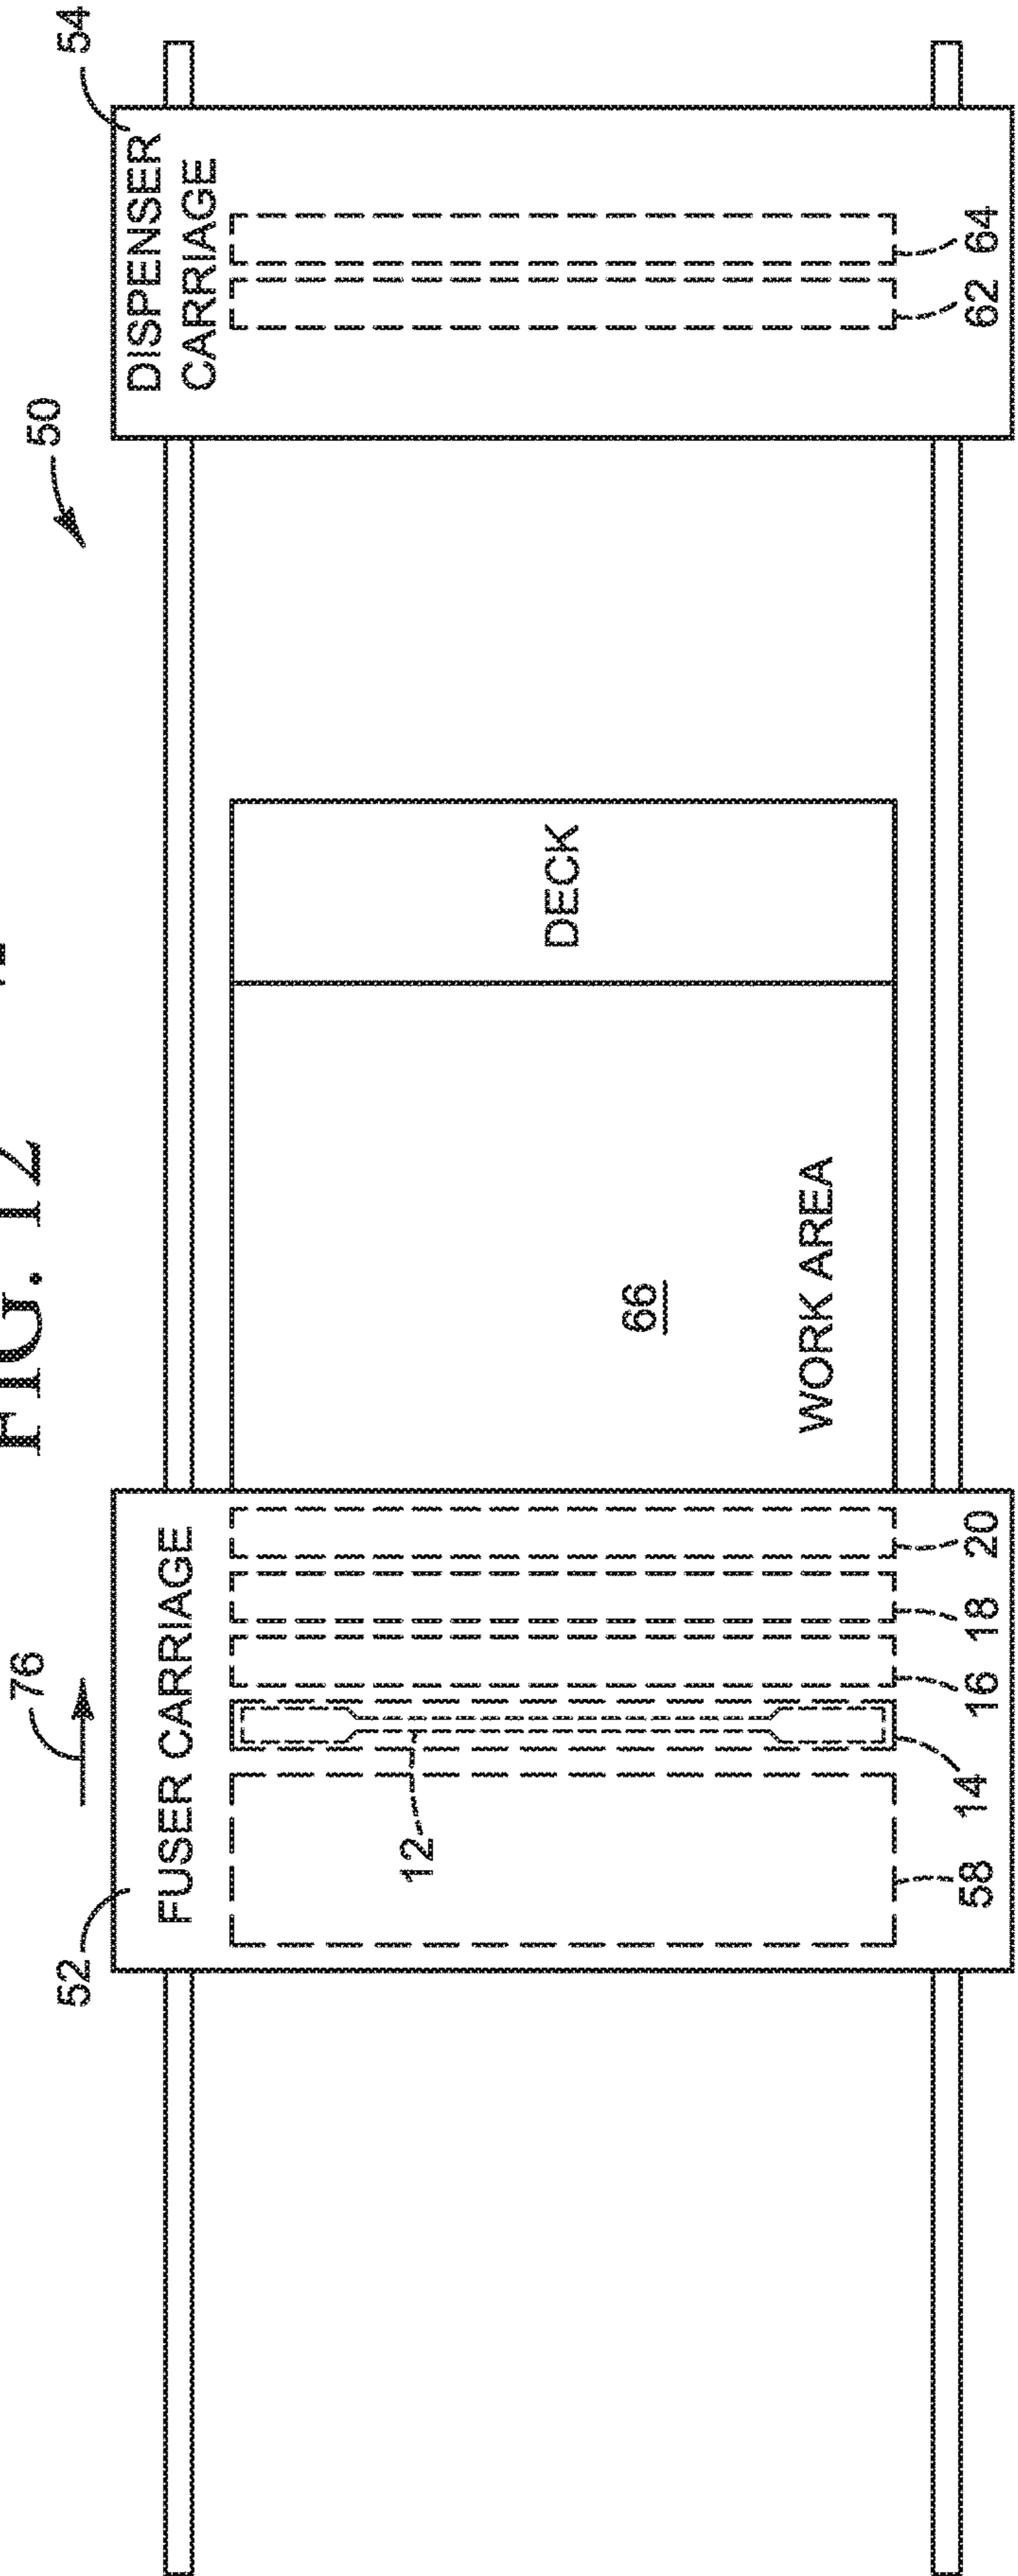 FIG. 12
50
54
76
52
FUSER CARRIAGE
DISPENSER
CARRIAGE
12
66
DECK
WORK AREA
58
14
16
18
20
62
64